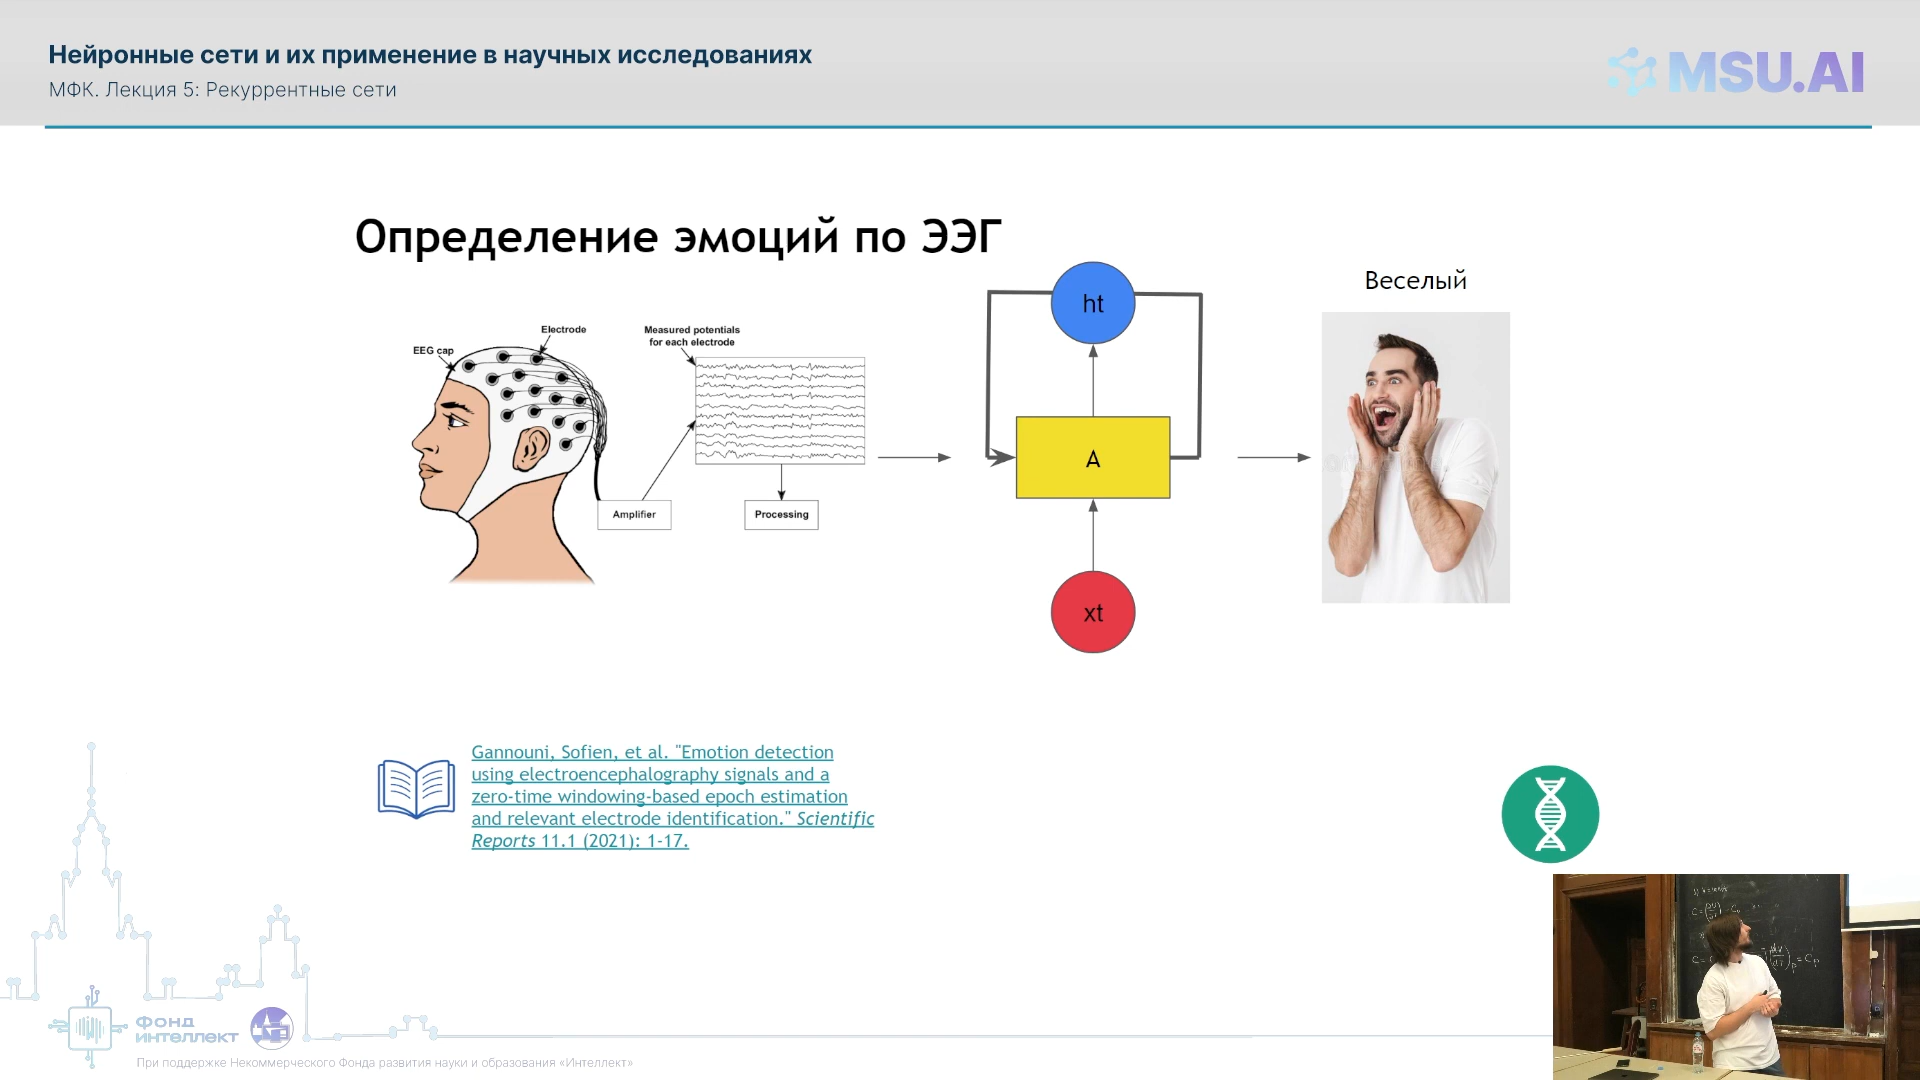 Нейронные сети и их применение в научных исследованиях
МФК. Лекция 5: Рекуррентные сети
MSU.AI
Определение эмоций по ЭЭГ
Electrode
EEG cap
Measured potentials
for each electrode
Amplifier
Processing
ht
A
xt
Веселый
Gannouni, Sofien, et al. "Emotion detection
using electroencephalography signals and a
zero-time windowing-based epoch estimation
and relevant electrode identification." Scientific
Reports 11.1 (2021): 1-17.
Фонд
интеллект
При поддержке Некоммерческого Фонда развития науки и образования «Интеллект»